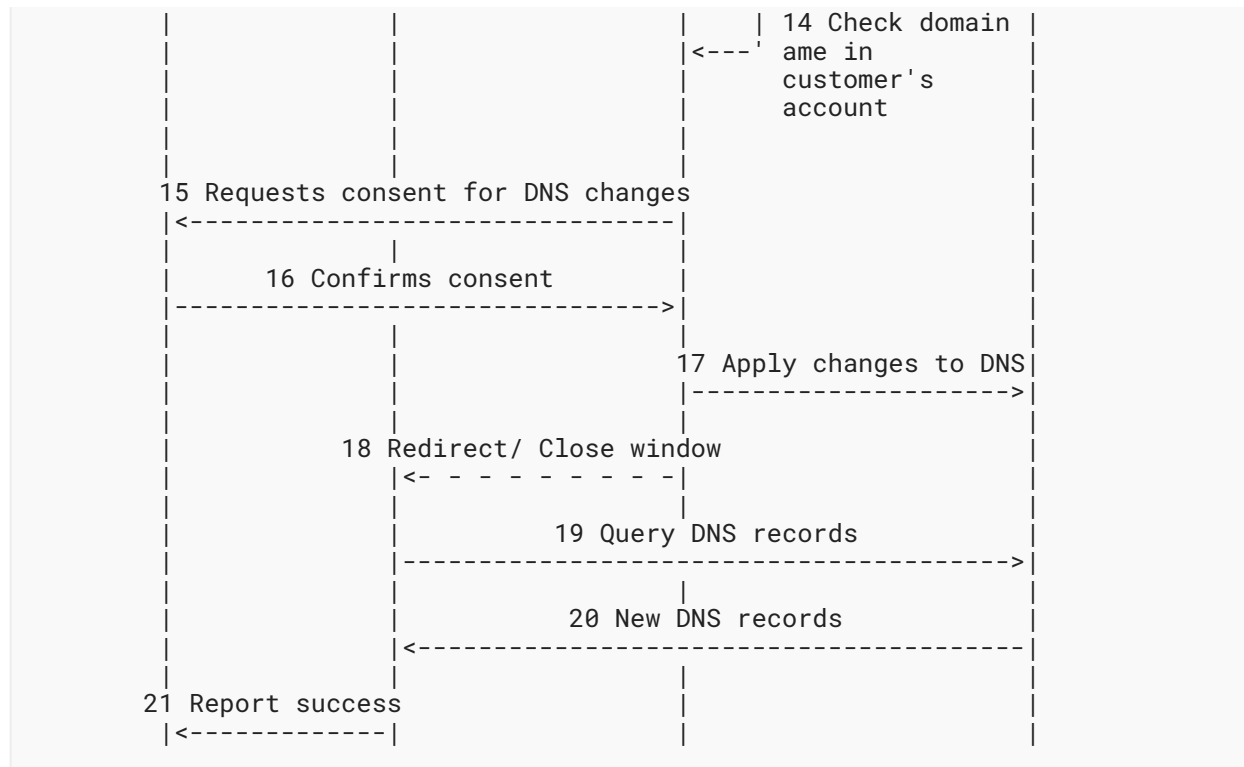 14 Check domain
ame in
customer's
account
15 Requests consent for DNS changes
16 Confirms consent
17 Apply changes to DNS
18 Redirect/ Close window
19 Query DNS records
20 New DNS records
21 Report success